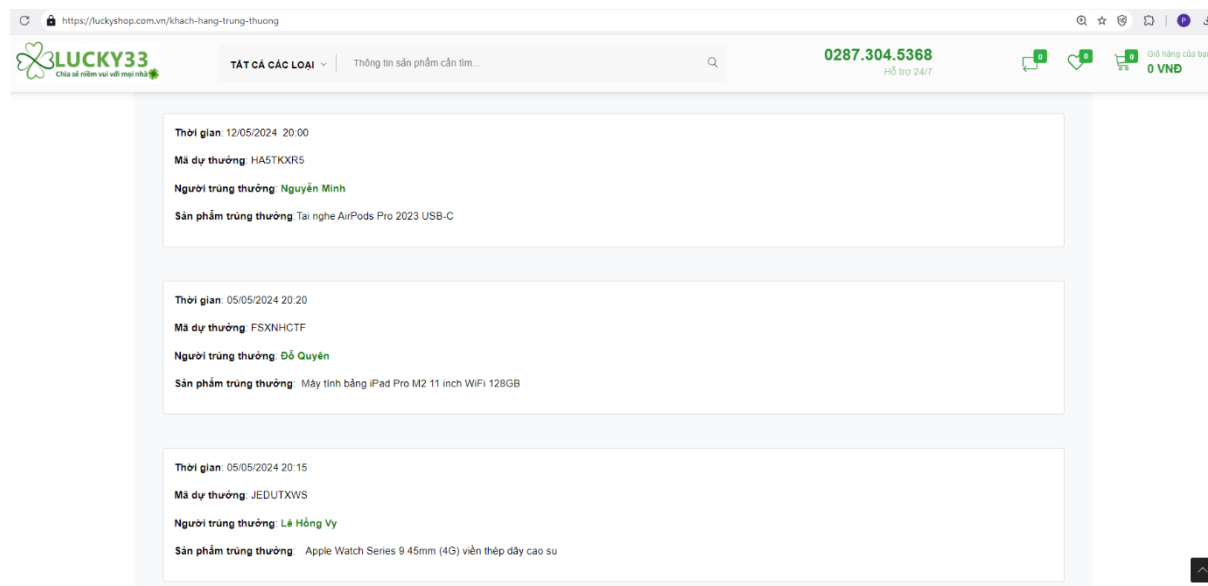 https://luckyshop.com.vn/khach-hang-trung-thuong
P
LUCKY33
Chia sẻ niềm vui với mọi nhà
TẤT CẢ CÁC LOẠI
Thông tin sản phẩm cần tìm...
0287.304.5368
Hỗ trợ 24/7
0
0
0
Giỏ hàng của bạn
0 VNĐ
Thời gian: 12/05/2024 20:00
Mã dự thưởng: HA5TKXR5
Người trúng thưởng: Nguyễn Minh
Sản phẩm trúng thưởng:Tai nghe AirPods Pro 2023 USB-C
Thời gian: 05/05/2024 20:20
Mã dự thưởng: FSXNHCTF
Người trúng thưởng: Đỗ Quyên
Sản phẩm trúng thưởng: Máy tính bảng iPad Pro M2 11 inch WiFi 128GB
Thời gian: 05/05/2024 20:15
Mã dự thưởng: JEDUTXWS
Người trúng thưởng: Lê Hồng Vy
Sản phẩm trúng thưởng: Apple Watch Series 9 45mm (4G) viền thép dây cao su